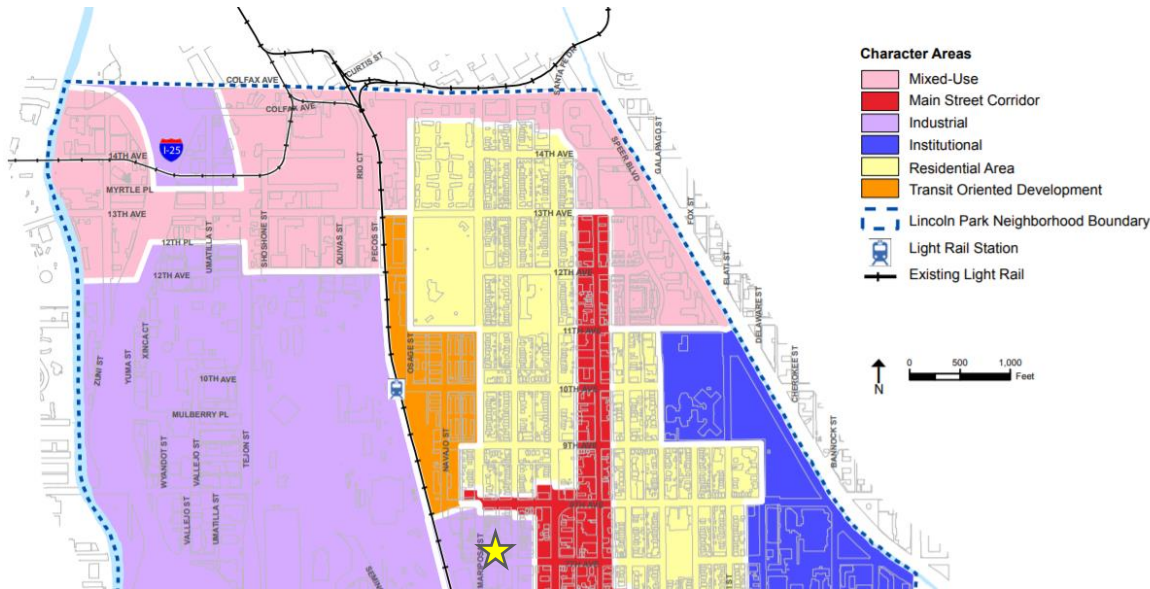 CURTIS ST
SANTA FE DR
COLFAX AV
COLFAX AVE
14TH AVE
I-25
MYRTLE PL
13TH AVE
RIO CT
14TH AVE
SPEER BLVD
GALAPAGO ST
12TH PL
UMATILLA ST
SHOSHONE ST
QUIVAS ST
PECOS ST
13TH AVE
FOX ST
12TH AVE
12TH AVE
ELATI ST
ZUNI ST
YUMA ST
XINCA CT
OSAGE ST
11TH AVE
DELAWARE ST
10TH AVE
10TH AVE
CHEROKEE ST
MULBERRY PL
WYANDOT ST
VALLEJO ST
TEJON ST
NAVAJO ST
9TH AVE
BANNOCK ST
VALLEJO ST
UMATILLA ST
MARIPOSA ST
Character Areas
Mixed-Use
Main Street Corridor
Industrial
Institutional
Residential Area
Transit Oriented Development
Lincoln Park Neighborhood Boundary
Light Rail Station
Existing Light Rail
N
0 500 1,000
Feet